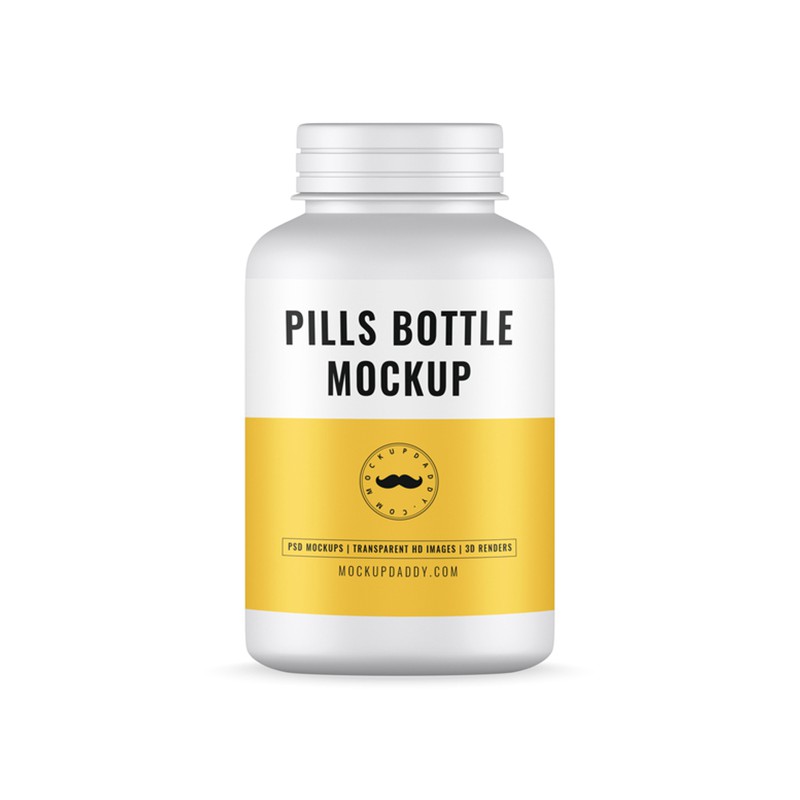 PILLS BOTTLE
MOCKUP
MOCKUPDADDY.COM
PSD MOCKUPS | TRANSPARENT HD IMAGES | 3D RENDERS
MOCKUPDADDY.COM